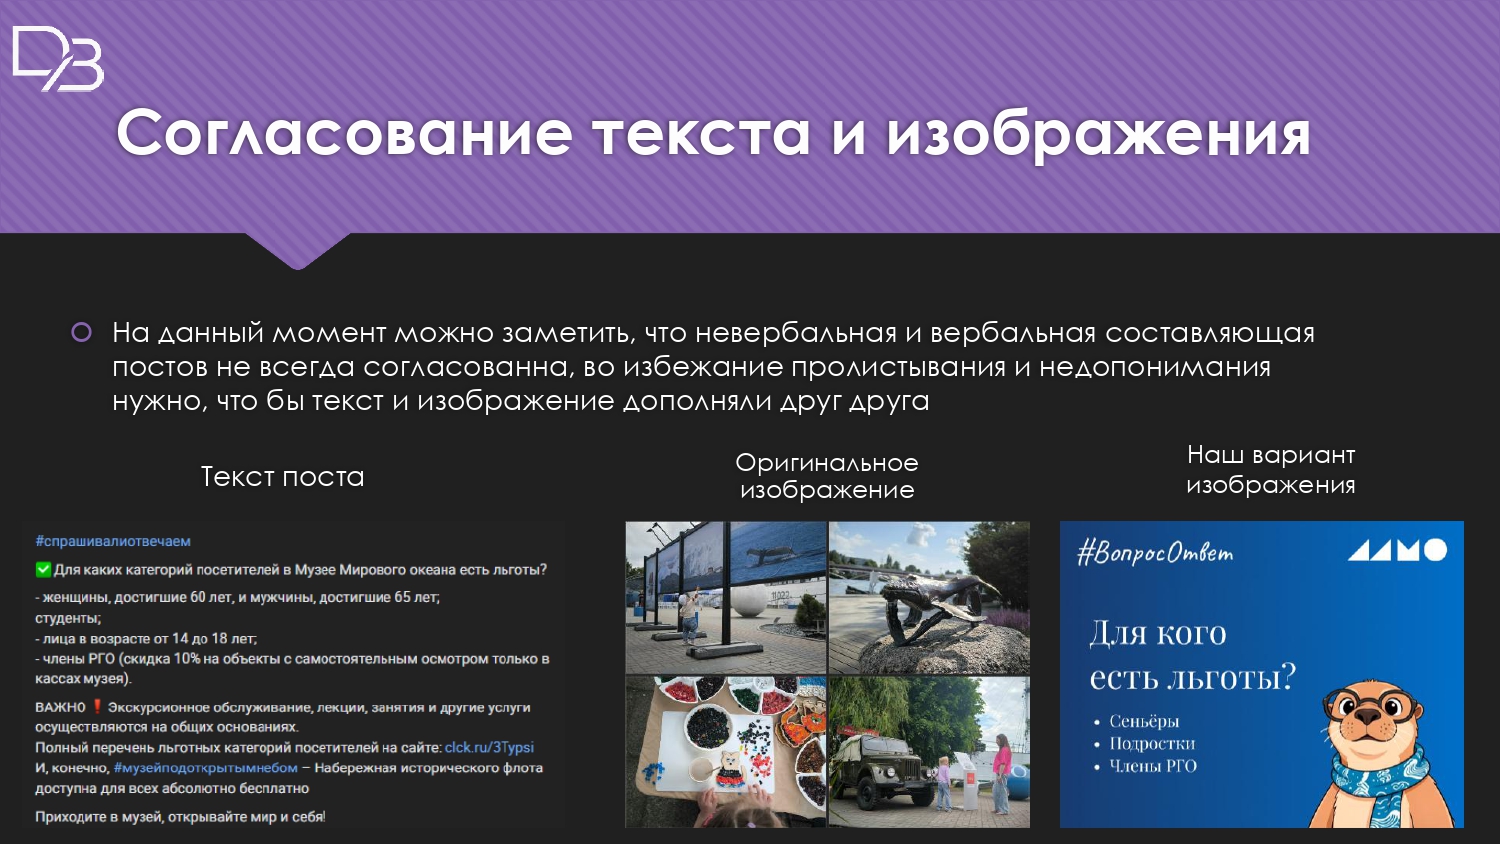 DB
Согласование текста и изображения
На данный момент можно заметить, что невербальная и вербальная составляющая
постов не всегда согласованна, во избежание пролистывания и недопонимания
нужно, что бы текст и изображение дополняли друг друга
Текст поста
#спрашивалиотвечаем
✅ Для каких категорий посетителей в Музее Мирового океана есть льготы?
- женщины, достигшие 60 лет, и мужчины, достигшие 65 лет;
студенты;
- лица в возрасте от 14 до 18 лет;
- члены РГО (скидка 10% на объекты с самостоятельным осмотром только в
кассах музея).
ВАЖНО ❗ Экскурсионное обслуживание, лекции, занятия и другие услуги
осуществляются на общих основаниях.
Полный перечень льготных категорий посетителей на сайте: clck.ru/3Typsi
И, конечно, #музейподоткрытымнебом – Набережная исторического флота
доступна для всех абсолютно бесплатно
Приходите в музей, открывайте мир и себя!
Оригинальное
изображение
Наш вариант
изображения
#ВопросОтвет
Для кого
есть льготы?
• Сеньёры
• Подростки
• Члены РГО